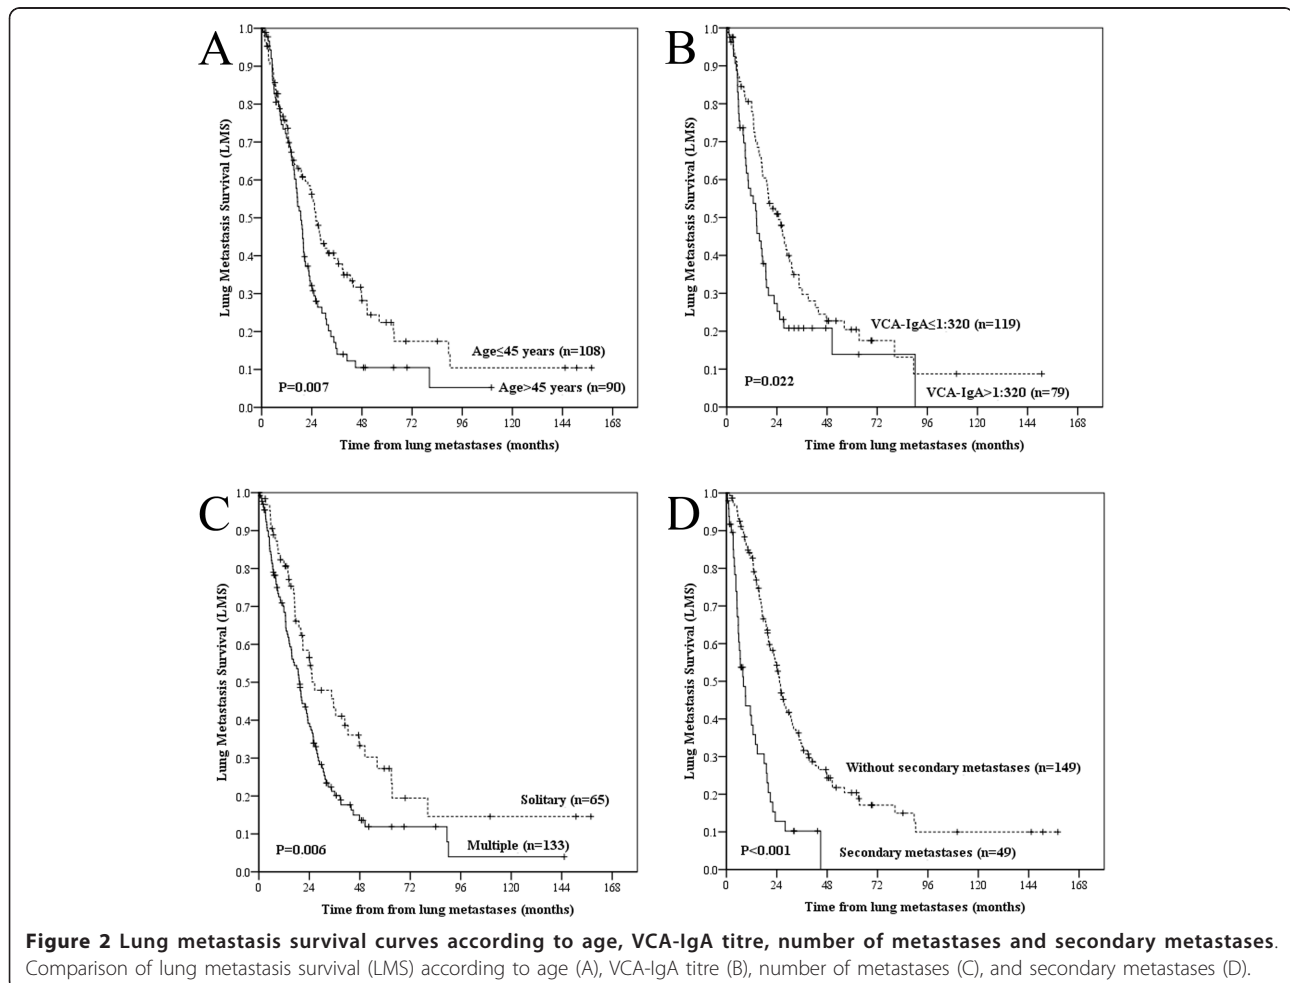 A
Lung Metastasis Survival (LMS)
1.0
0.9
0.8
0.7
0.6
0.5
0.4
0.3
0.2
0.1
0.0
Age≤45 years (n=108)
Age>45 years (n=90)
P=0.007
0 24 48 72 96 120 144 168
Time from lung metastases (months)
B
Lung Metastasis Survival (LMS)
1.0
0.9
0.8
0.7
0.6
0.5
0.4
0.3
0.2
0.1
0.0
VCA-IgA≤1:320 (n=119)
P=0.022
VCA-IgA>1:320 (n=79)
0 24 48 72 96 120 144 168
Time from lung metastases (months)
C
Lung Metastasis Survival (LMS)
1.0
0.9
0.8
0.7
0.6
0.5
0.4
0.3
0.2
0.1
0.0
Solitary (n=65)
Multiple (n=133)
P=0.006
0 24 48 72 96 120 144 168
Time from from lung metastases (months)
D
Lung Metastasis Survival (LMS)
1.0
0.9
0.8
0.7
0.6
0.5
0.4
0.3
0.2
0.1
0.0
Without secondary metastases (n=149)
P<0.001
Secondary metastases (n=49)
0 24 48 72 96 120 144 168
Time from lung metastases (months)
Figure 2 Lung metastasis survival curves according to age, VCA-IgA titre, number of metastases and secondary metastases.
Comparison of lung metastasis survival (LMS) according to age (A), VCA-IgA titre (B), number of metastases (C), and secondary metastases (D).